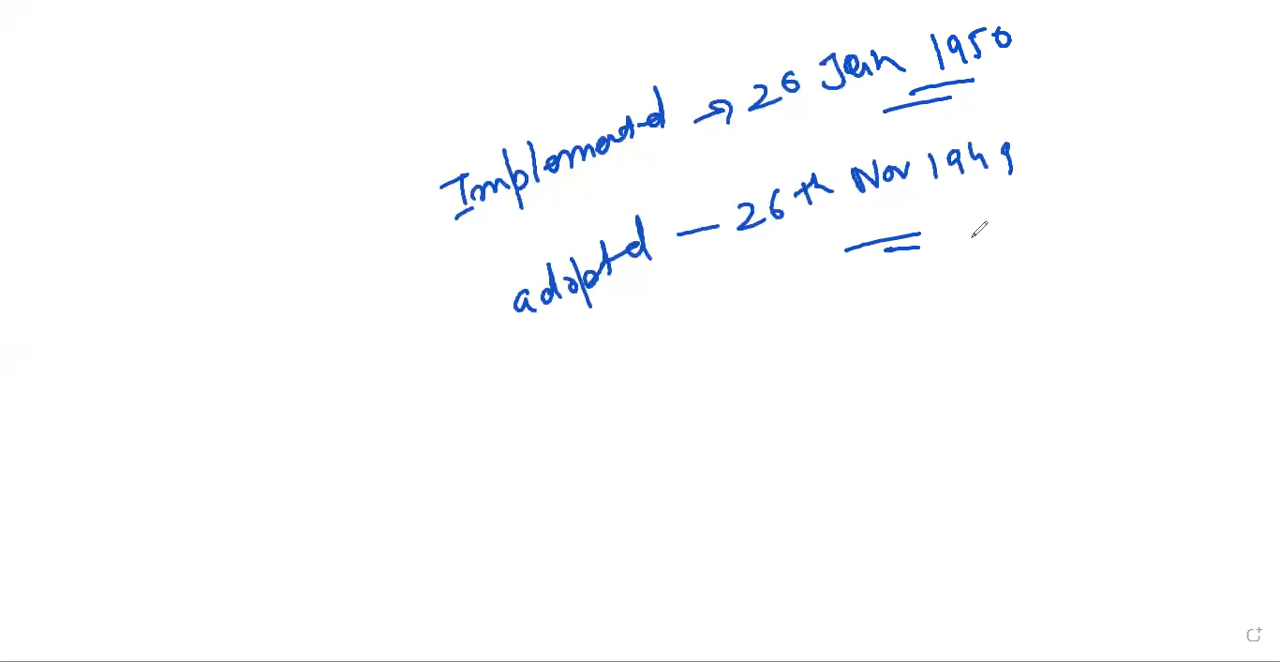 Implemented → 26 Jan 1950
adopted — 26th Nov 1949